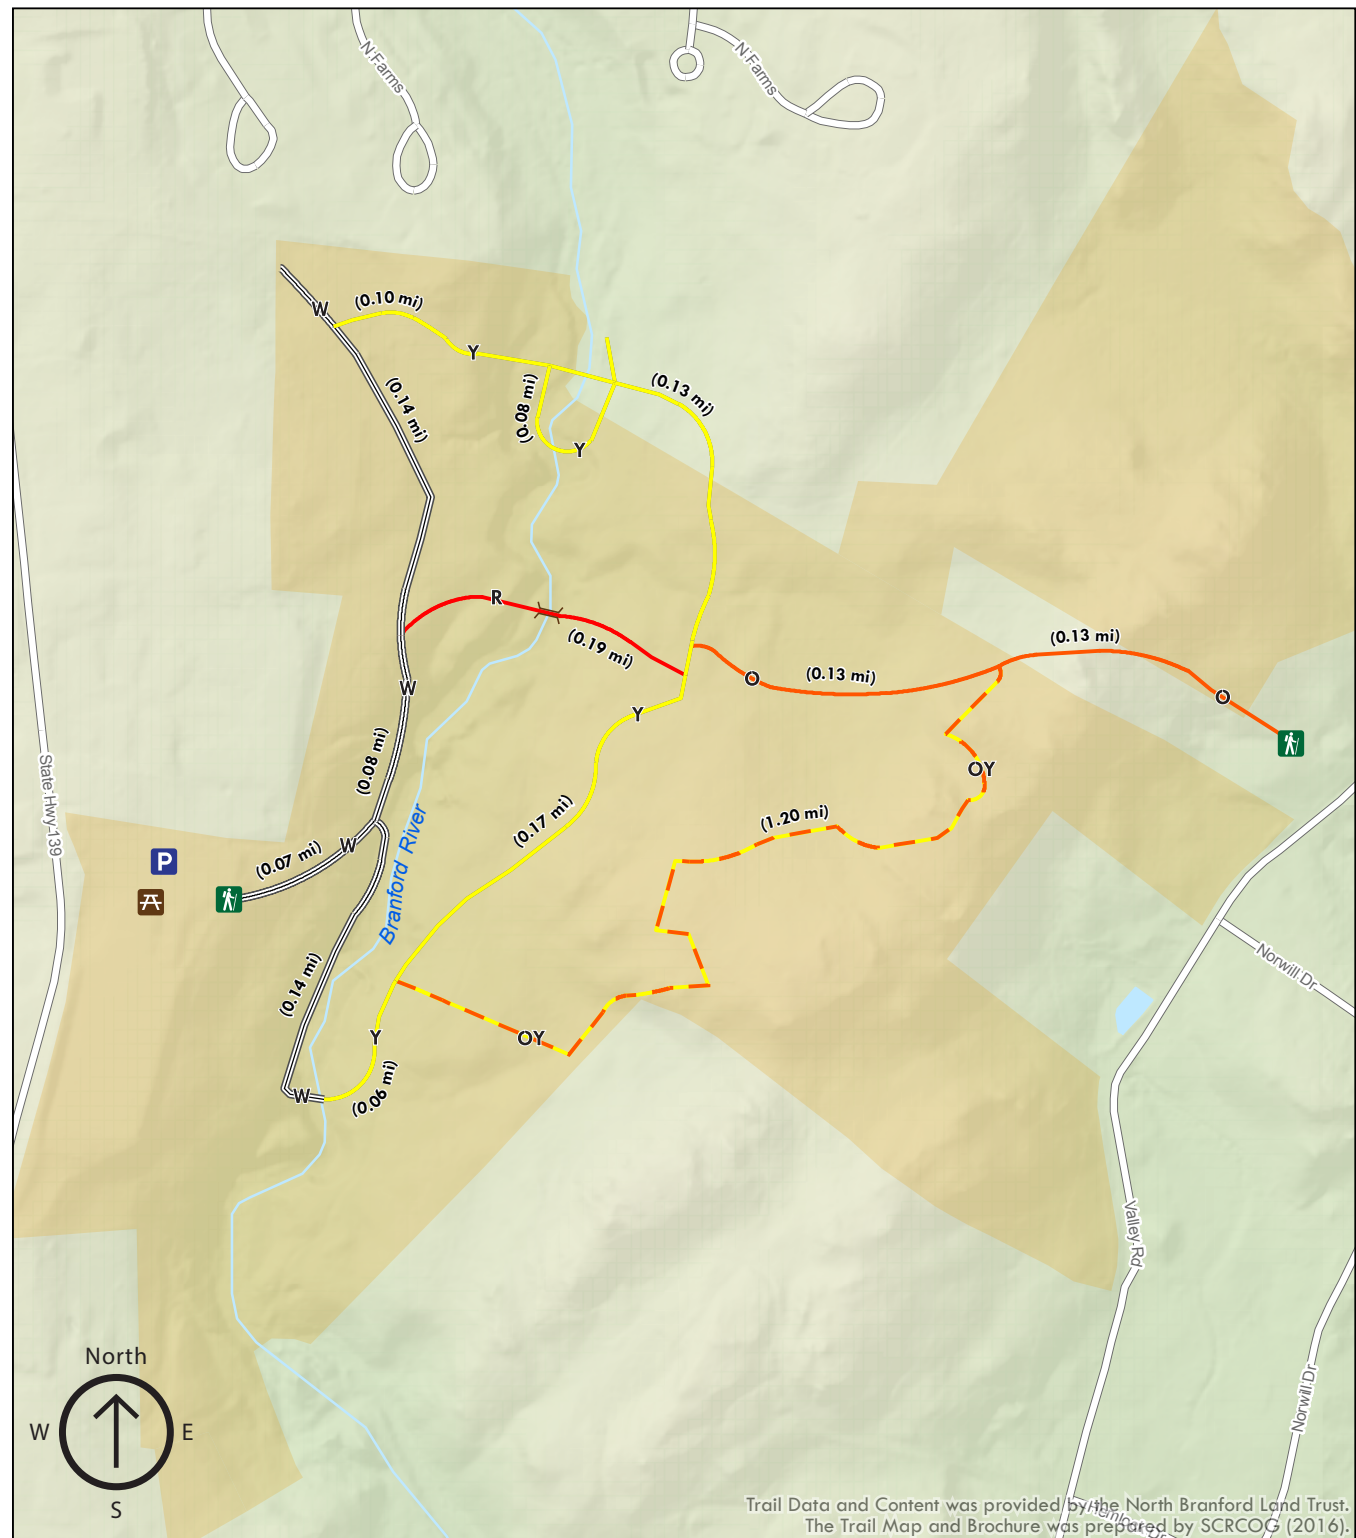 N Farms
N Farms
W
(0.10 mi)
Y
(0.14 mi)
(0.08 mi)
(0.13 mi)
Y
R
(0.19 mi)
W
O
(0.13 mi)
(0.13 mi)
O
Y
OY
State Hwy 139
(0.08 mi)
(0.17 mi)
(1.20 mi)
P
(0.07 mi)
W
Branford River
Norwill Dr
(0.14 mi)
Y
OY
W
(0.06 mi)
Valley Rd
North
W
E
S
Norwill Dr
Hemlock Dr
Trail Data and Content was provided by the North Branford Land Trust.
The Trail Map and Brochure was prepared by SCRCOG (2016).